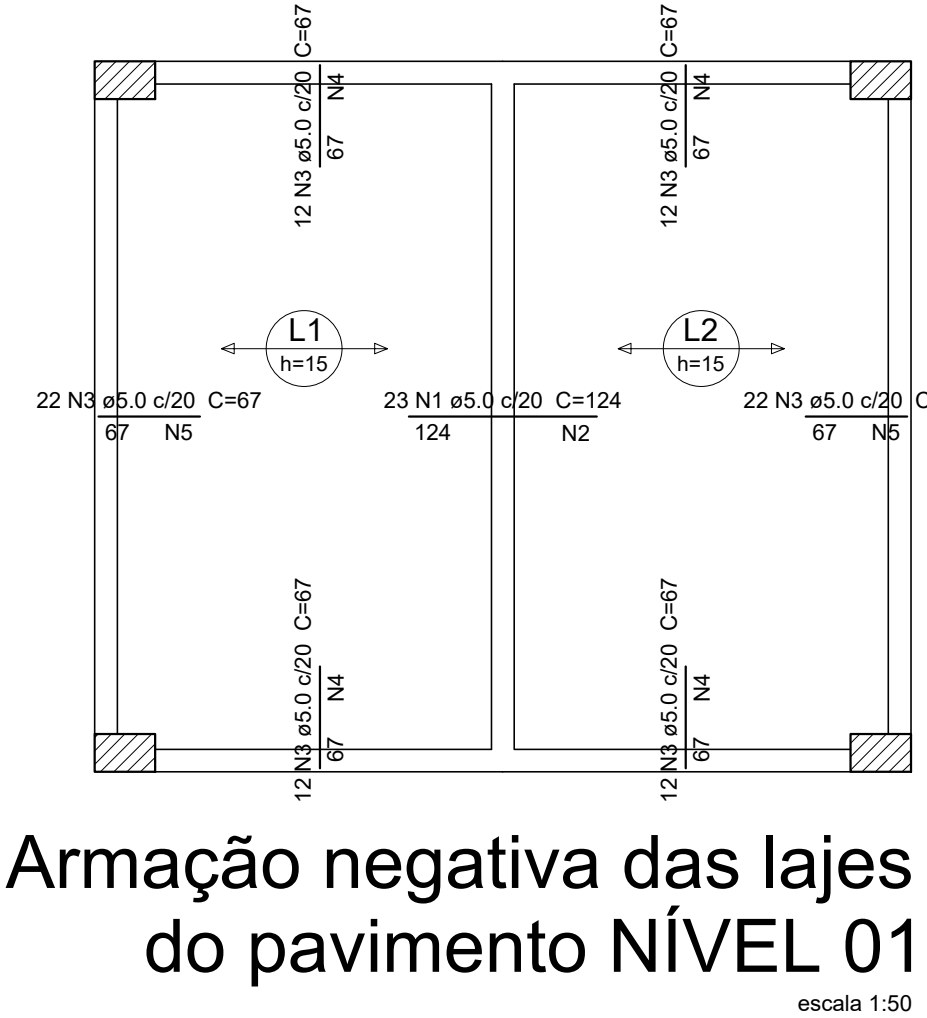 12 N3 ø5.0 c/20 C=67
N4
67
12 N3 ø5.0 c/20 C=67
N4
67
L1
h=15
L2
h=15
22 N3 ø5.0 c/20 C=67
67 N5
23 N1 ø5.0 c/20 C=124
124 N2
22 N3 ø5.0 c/20 C
67 N5
12 N3 ø5.0 c/20 C=67
N4
67
12 N3 ø5.0 c/20 C=67
N4
67
Armação negativa das lajes
do pavimento NÍVEL 01
escala 1:50